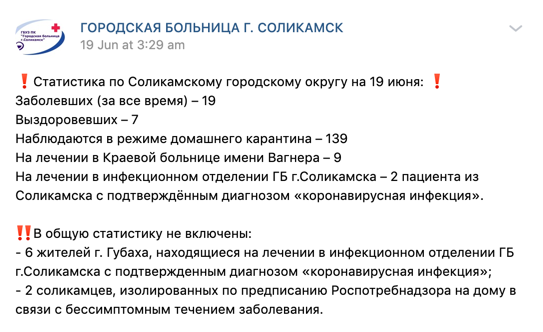 ГБУЗ ПК
"Городская больница
г.Соликамск"
ГОРОДСКАЯ БОЛЬНИЦА Г. СОЛИКАМСК
19 Jun at 3:29 am
❗Статистика по Соликамскому городскому округу на 19 июня: ❗
Заболевших (за все время) – 19
Выздоровевших – 7
Наблюдаются в режиме домашнего карантина – 139
На лечении в Краевой больнице имени Вагнера – 9
На лечении в инфекционном отделении ГБ г.Соликамска – 2 пациента из
Соликамска с подтверждённым диагнозом «коронавирусная инфекция».
‼В общую статистику не включены:
- 6 жителей г. Губаха, находящиеся на лечении в инфекционном отделении ГБ
г.Соликамска с подтвержденным диагнозом «коронавирусная инфекция»;
- 2 соликамцев, изолированных по предписанию Роспотребнадзора на дому в
связи с бессимптомным течением заболевания.